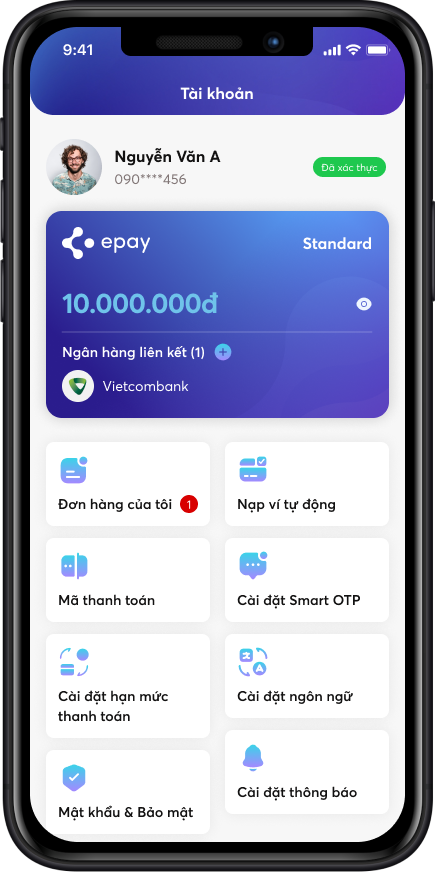 9:41
Tài khoản
Nguyễn Văn A
090****456
Đã xác thực
epay
Standard
10.000.000đ
Ngân hàng liên kết (1)
Vietcombank
Đơn hàng của tôi 1
Nạp ví tự động
Mã thanh toán
Cài đặt Smart OTP
Cài đặt hạn mức
thanh toán
Cài đặt ngôn ngữ
A
Mật khẩu & Bảo mật
Cài đặt thông báo